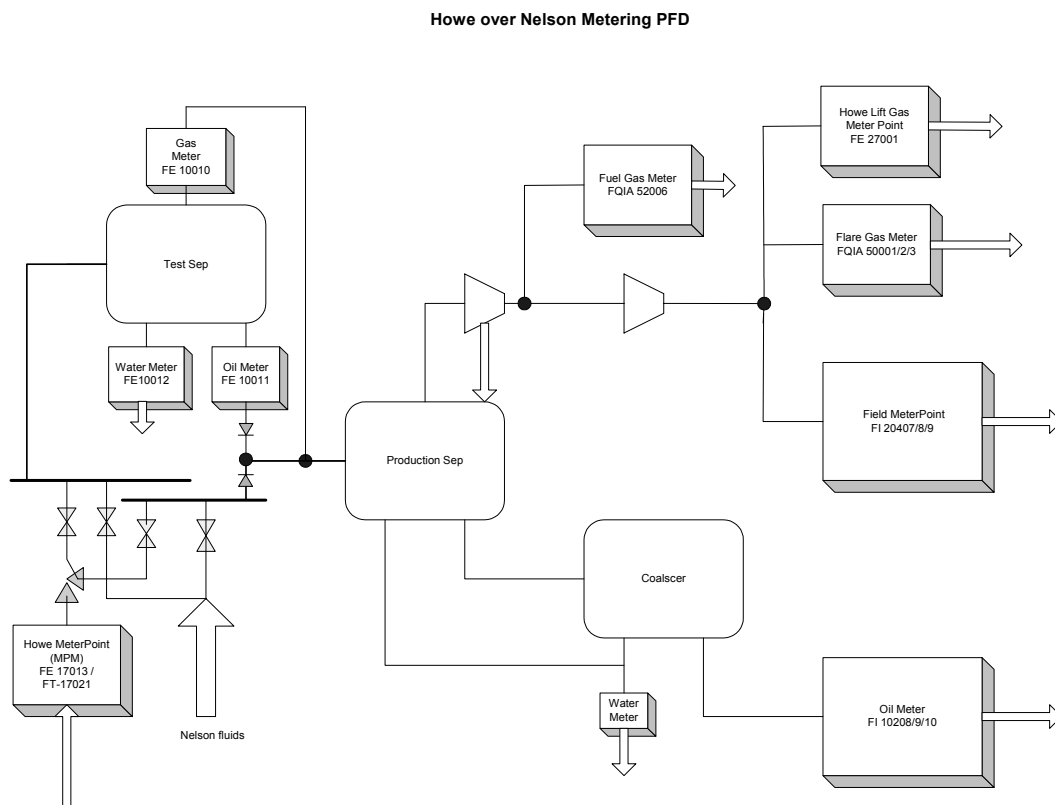 Howe over Nelson Metering PFD
Gas
Meter
FE 10010
Test Sep
Water Meter
FE10012
Oil Meter
FE 10011
Fuel Gas Meter
FQIA 52006
Howe Lift Gas
Meter Point
FE 27001
Flare Gas Meter
FQIA 50001/2/3
Field MeterPoint
FI 20407/8/9
Production Sep
Coalscer
Howe MeterPoint
(MPM)
FE 17013 /
FT-17021
Nelson fluids
Water
Meter
Oil Meter
FI 10208/9/10